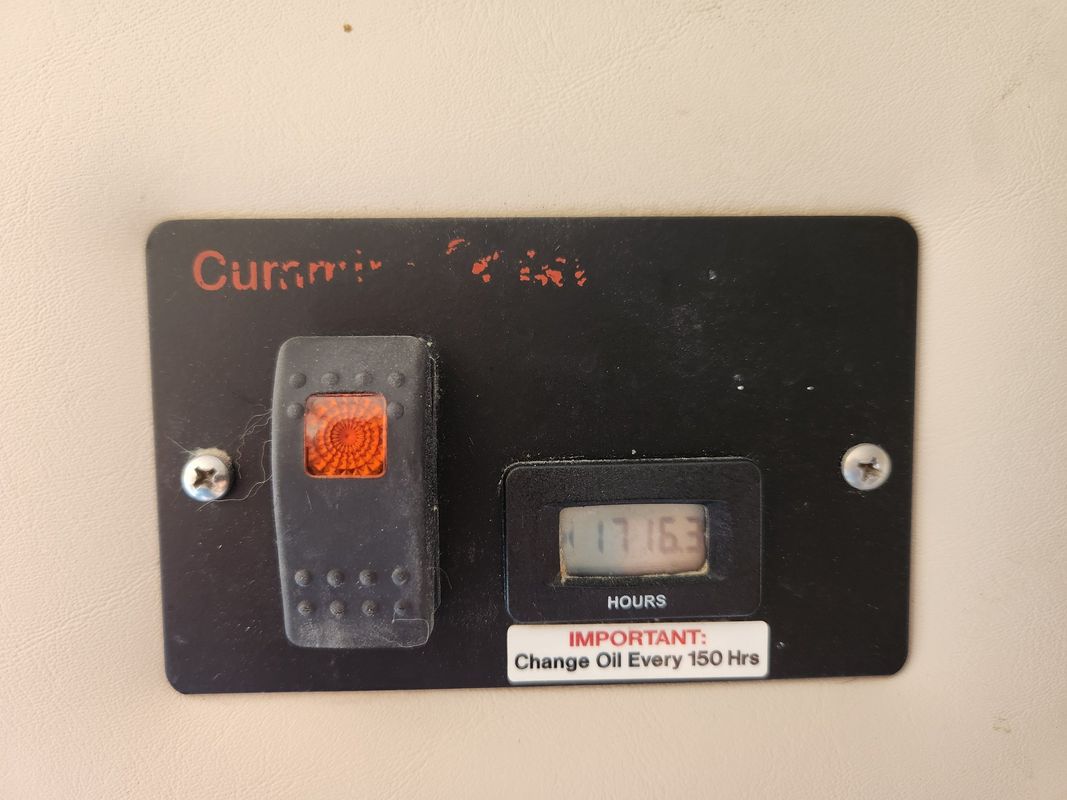 1716.3
HOURS
IMPORTANT:
Change Oil Every 150 Hrs